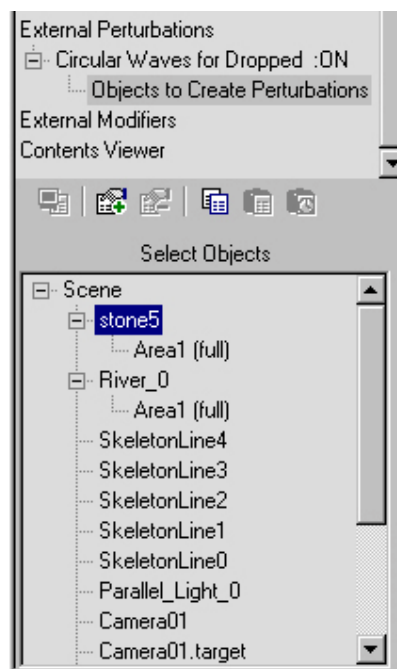 External Perturbations
Circular Waves for Dropped :ON
Objects to Create Perturbations
External Modifiers
Contents Viewer
Select Objects
Scene
stone5
Area1 (full)
River_0
Area1 (full)
SkeletonLine4
SkeletonLine3
SkeletonLine2
SkeletonLine1
SkeletonLine0
Parallel_Light_0
Camera01
Camera01.target